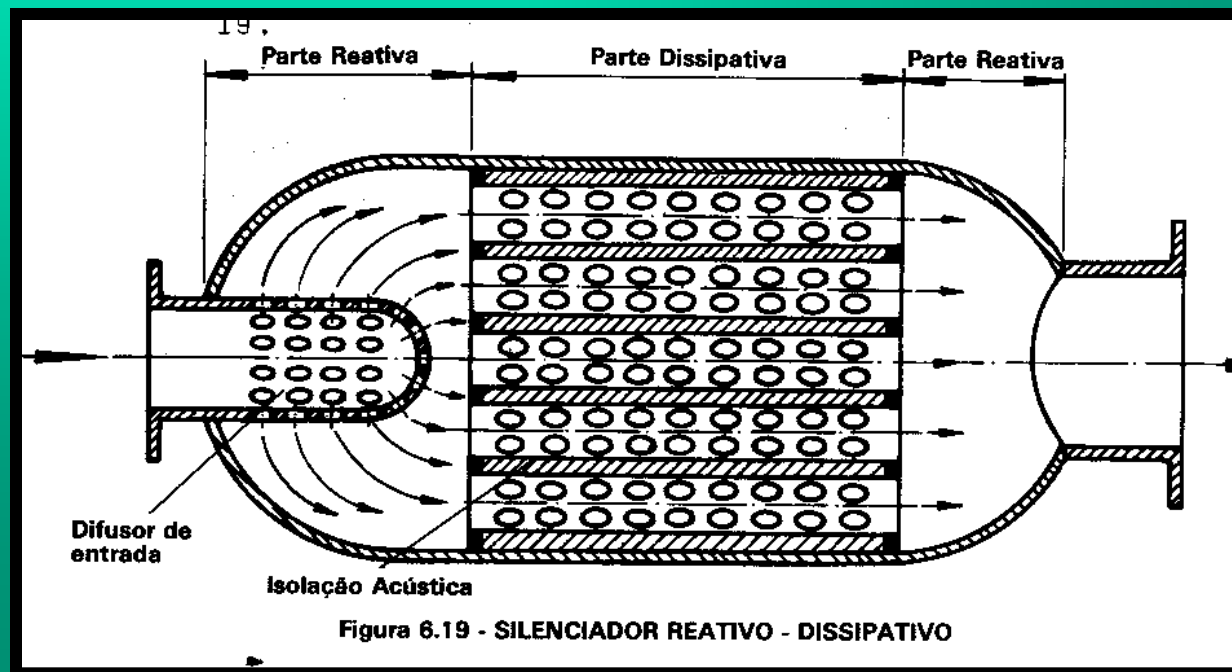 19.
Parte Reativa
Parte Dissipativa
Parte Reativa
Difusor de
entrada
Isolação Acústica
Figura 6.19 - SILENCIADOR REATIVO - DISSIPATIVO